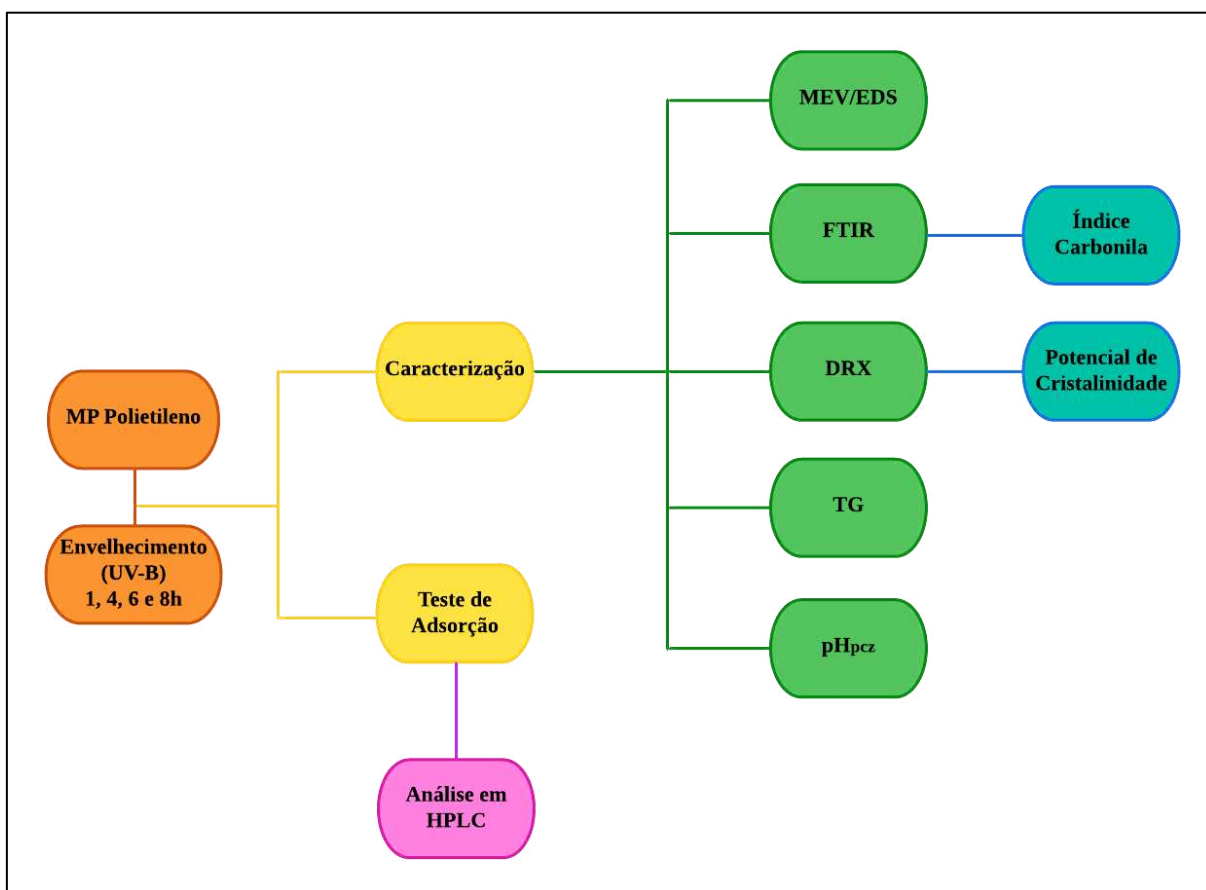 MP Polietileno
Envelhecimento
(UV-B)
1, 4, 6 e 8h
Caracterização
Teste de
Adsorção
Análise em
HPLC
MEV/EDS
FTIR
Índice
Carbonila
DRX
Potencial de
Cristalinidade
TG
pHpcz